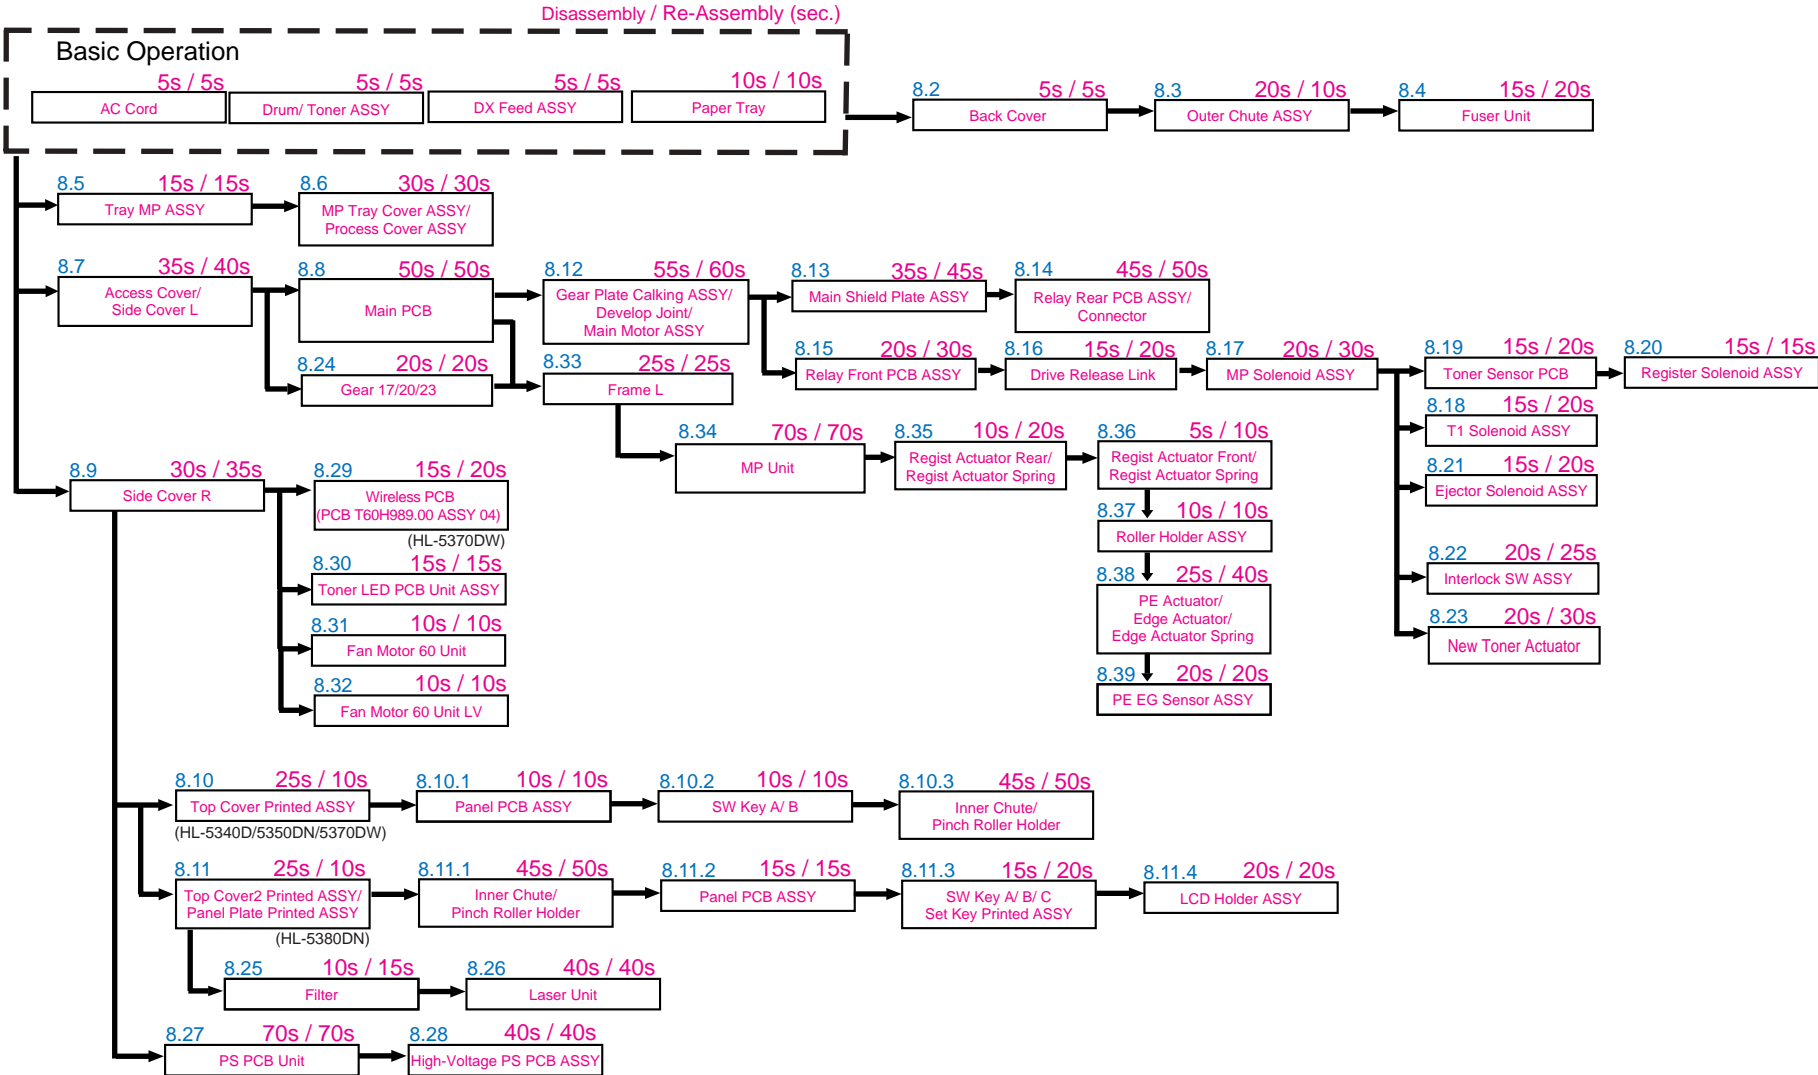 Disassembly / Re-Assembly (sec.)
Basic Operation
5s / 5s
AC Cord
5s / 5s
Drum/ Toner ASSY
5s / 5s
DX Feed ASSY
10s / 10s
Paper Tray
8.2 5s / 5s
Back Cover
8.3 20s / 10s
Outer Chute ASSY
8.4 15s / 20s
Fuser Unit
8.5 15s / 15s
Tray MP ASSY
8.6 30s / 30s
MP Tray Cover ASSY/
Process Cover ASSY
8.7 35s / 40s
Access Cover/
Side Cover L
8.8 50s / 50s
Main PCB
8.12 55s / 60s
Gear Plate Calking ASSY/
Develop Joint/
Main Motor ASSY
8.13 35s / 45s
Main Shield Plate ASSY
8.14 45s / 50s
Relay Rear PCB ASSY/
Connector
8.24 20s / 20s
Gear 17/20/23
8.33 25s / 25s
Frame L
8.15 20s / 30s
Relay Front PCB ASSY
8.16 15s / 20s
Drive Release Link
8.17 20s / 30s
MP Solenoid ASSY
8.19 15s / 20s
Toner Sensor PCB
8.20 15s / 15s
Register Solenoid ASSY
8.18 15s / 20s
T1 Solenoid ASSY
8.21 15s / 20s
Ejector Solenoid ASSY
8.22 20s / 25s
Interlock SW ASSY
8.23 20s / 30s
New Toner Actuator
8.34 70s / 70s
MP Unit
8.35 10s / 20s
Regist Actuator Rear/
Regist Actuator Spring
8.36 5s / 10s
Regist Actuator Front/
Regist Actuator Spring
8.37 10s / 10s
Roller Holder ASSY
8.38 25s / 40s
PE Actuator/
Edge Actuator/
Edge Actuator Spring
8.39 20s / 20s
PE EG Sensor ASSY
8.9 30s / 35s
Side Cover R
8.29 15s / 20s
Wireless PCB
(PCB T60H989.00 ASSY 04)
(HL-5370DW)
8.30 15s / 15s
Toner LED PCB Unit ASSY
8.31 10s / 10s
Fan Motor 60 Unit
8.32 10s / 10s
Fan Motor 60 Unit LV
8.10 25s / 10s
Top Cover Printed ASSY
(HL-5340D/5350DN/5370DW)
8.10.1 10s / 10s
Panel PCB ASSY
8.10.2 10s / 10s
SW Key A/ B
8.10.3 45s / 50s
Inner Chute/
Pinch Roller Holder
8.11 25s / 10s
Top Cover2 Printed ASSY/
Panel Plate Printed ASSY
(HL-5380DN)
8.11.1 45s / 50s
Inner Chute/
Pinch Roller Holder
8.11.2 15s / 15s
Panel PCB ASSY
8.11.3 15s / 20s
SW Key A/ B/ C
Set Key Printed ASSY
8.11.4 20s / 20s
LCD Holder ASSY
8.25 10s / 15s
Filter
8.26 40s / 40s
Laser Unit
8.27 70s / 70s
PS PCB Unit
8.28 40s / 40s
High-Voltage PS PCB ASSY